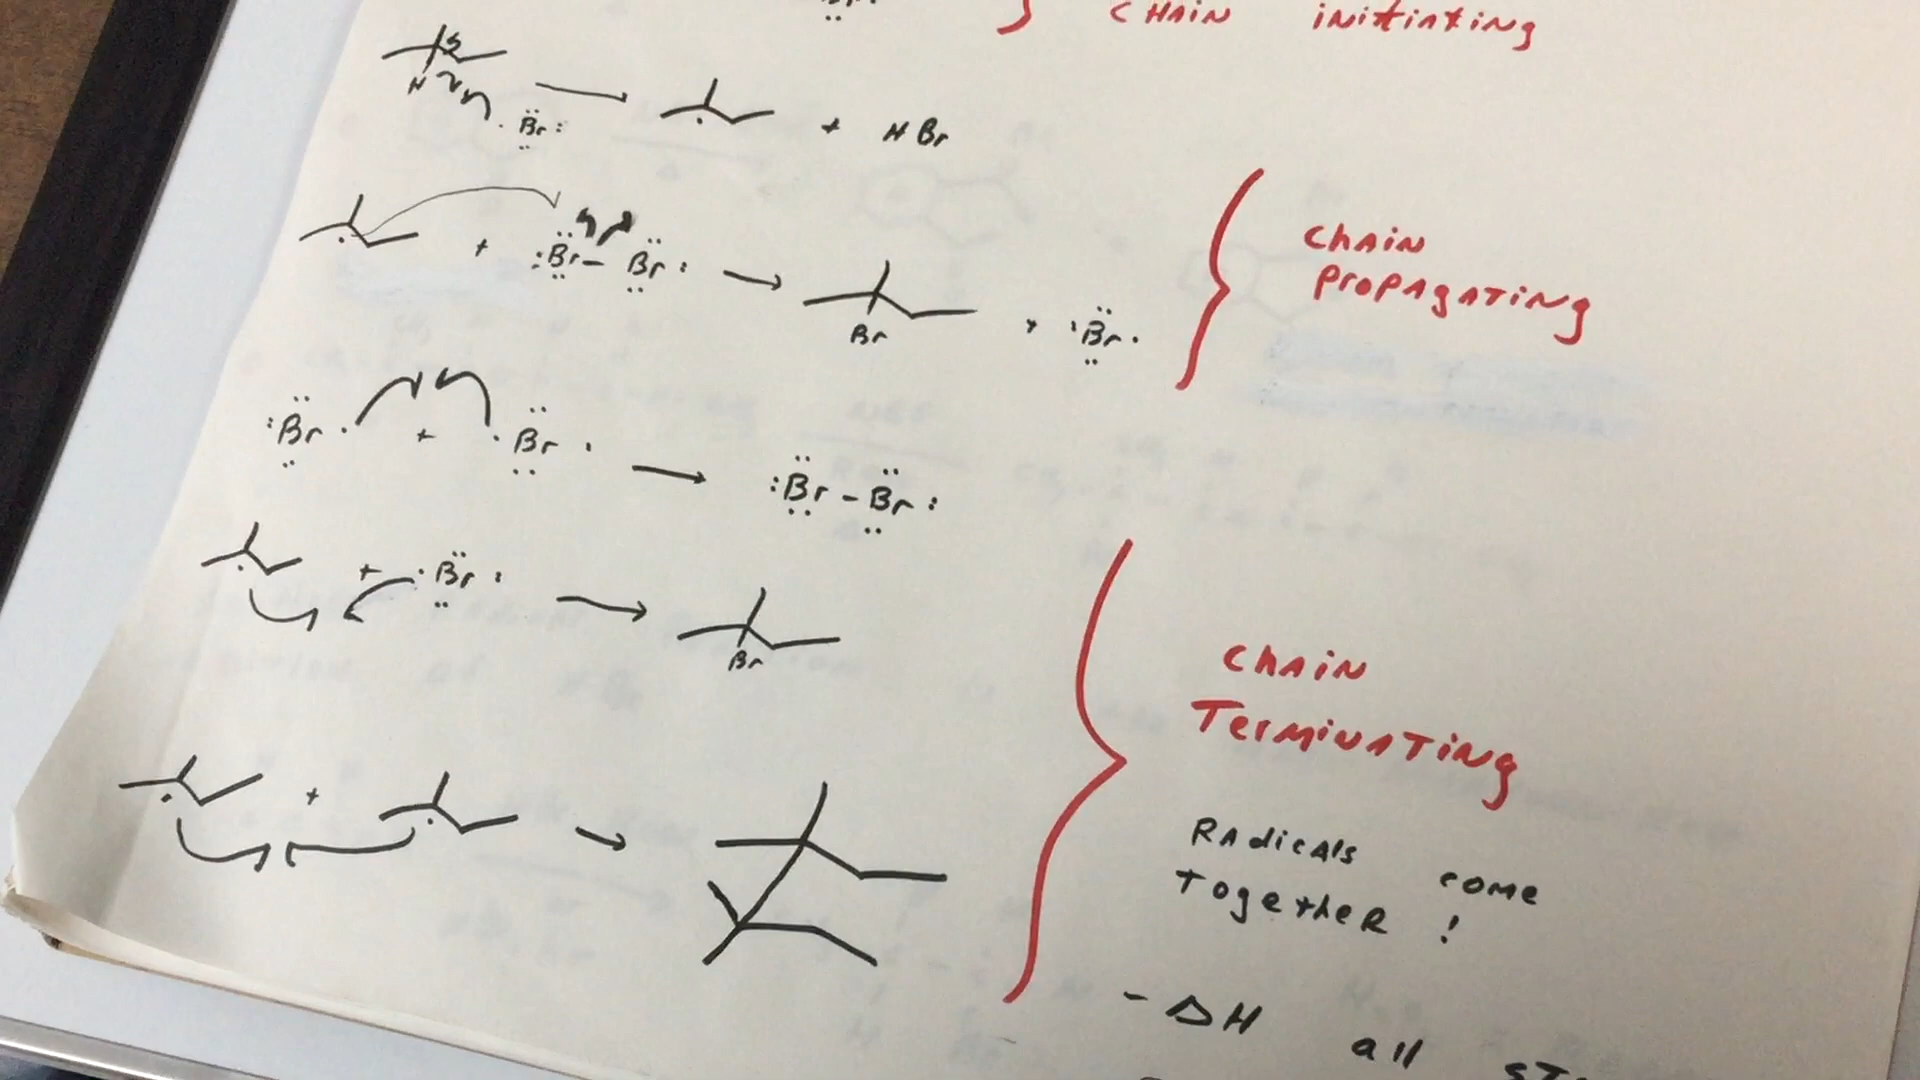 CHAIN initiating
H
Br
+ HBr
+ Br - Br
Br
+ Br
CHAIN
PROPAGATING
Br + Br
Br - Br
+ Br
Br
CHAIN
TERMINATING
+
RADICALS COME
TOGETHER !
- ΔH all